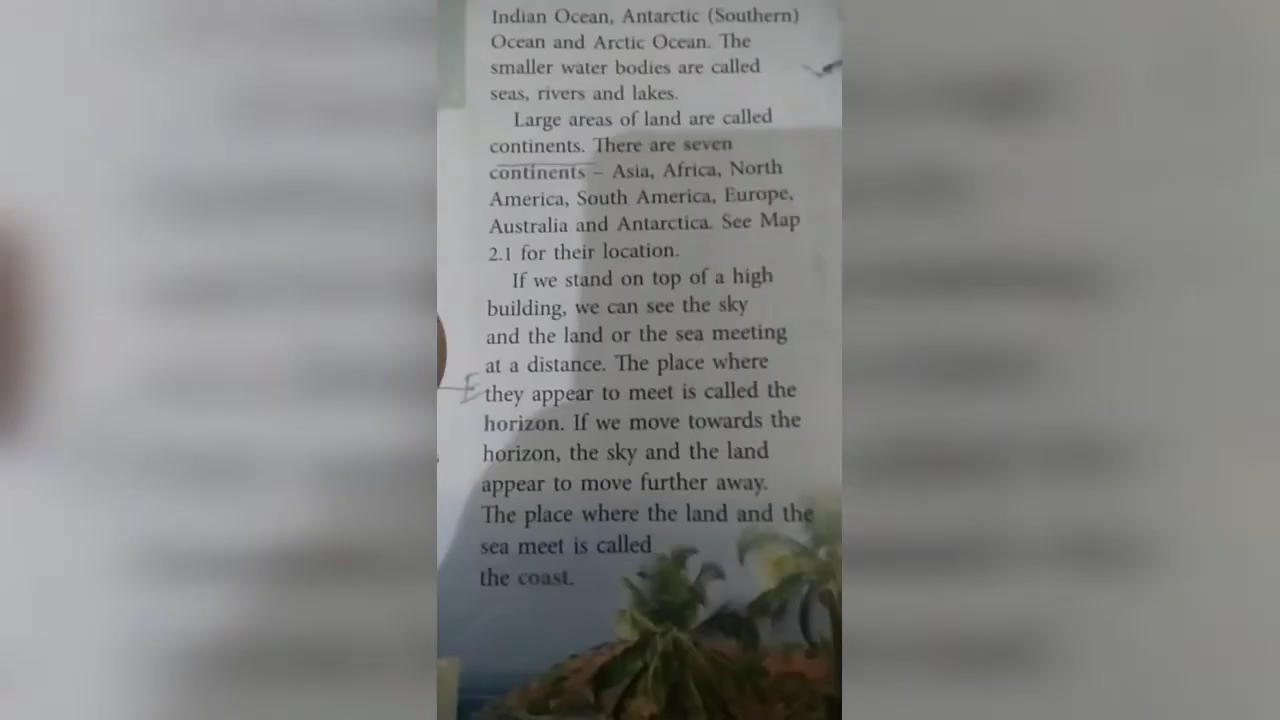 Indian Ocean, Antarctic (Southern)
Ocean and Arctic Ocean. The
smaller water bodies are called
seas, rivers and lakes.
Large areas of land are called
continents. There are seven
continents – Asia, Africa, North
America, South America, Europe,
Australia and Antarctica. See Map
2.1 for their location.
If we stand on top of a high
building, we can see the sky
and the land or the sea meeting
at a distance. The place where
they appear to meet is called the
horizon. If we move towards the
horizon, the sky and the land
appear to move further away.
The place where the land and the
sea meet is called
the coast.